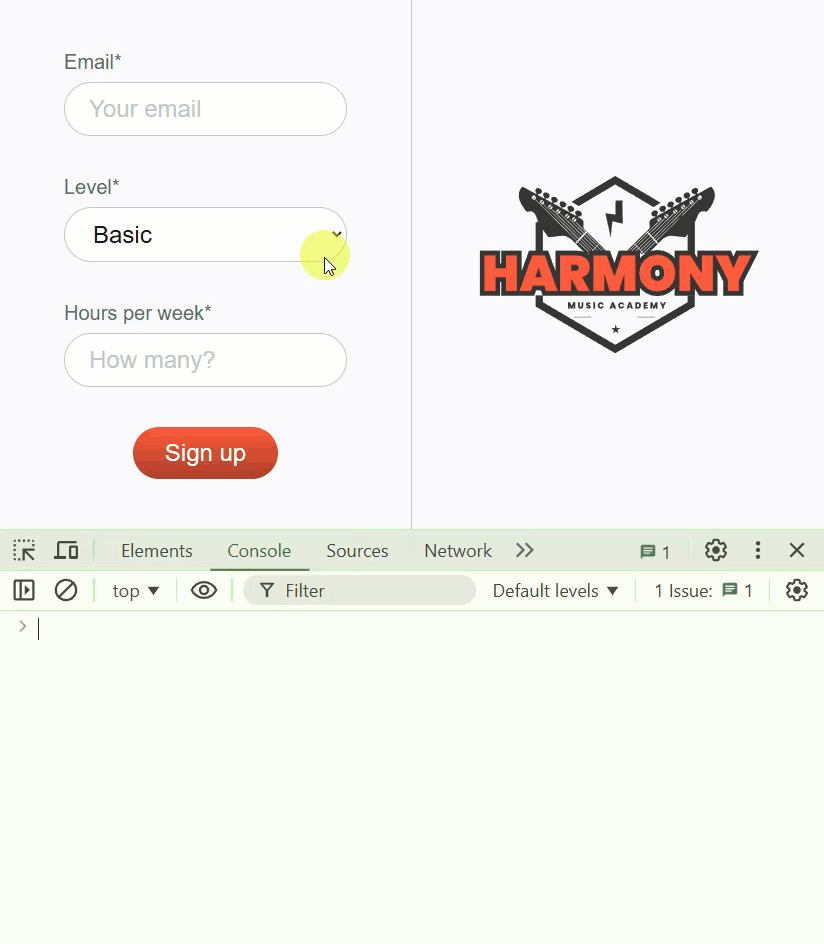 Email*
Your email
Level*
Basic
Hours per week*
How many?
Sign up
HARMONY
MUSIC ACADEMY
Elements
Console
Sources
Network
1
top
Filter
Default levels
1 Issue:
1